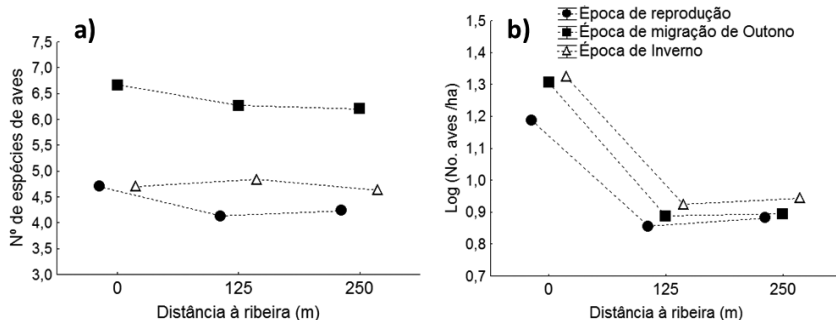 a)
Nº de espécies de aves
7,5
7,0
6,5
6,0
5,5
5,0
4,5
4,0
3,5
3,0
0 125 250
Distância à ribeira (m)
b)
Época de reprodução
Época de migração de Outono
Época de Inverno
Log (No. aves /ha)
1,5
1,4
1,3
1,2
1,1
1,0
0,9
0,8
0,7
0 125 250
Distância à ribeira (m)